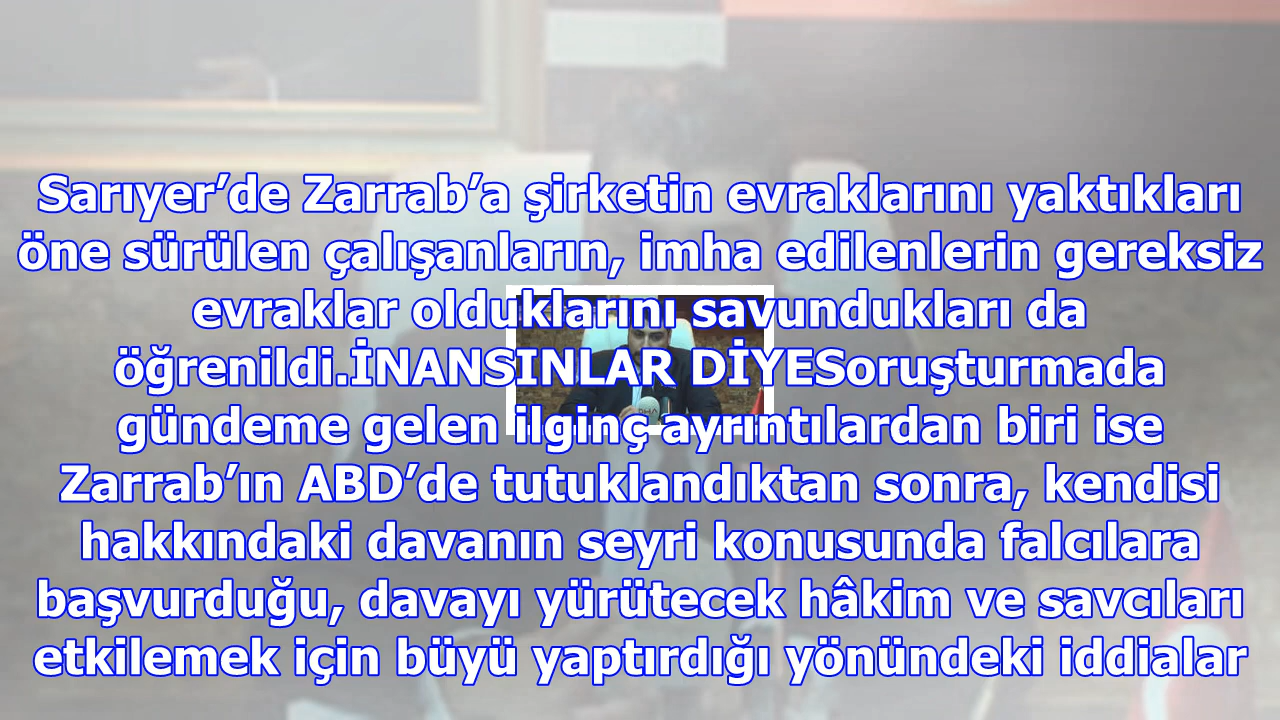 Sarıyer’de Zarrab’a şirketin evraklarını yaktıkları
öne sürülen çalışanların, imha edilenlerin gereksiz
evraklar olduklarını savundukları da
öğrenildi.İNANSINLAR DİYESoruşturmada
gündeme gelen ilginç ayrıntılardan biri ise
Zarrab’ın ABD’de tutuklandıktan sonra, kendisi
hakkındaki davanın seyri konusunda falcılara
başvurduğu, davayı yürütecek hâkim ve savcıları
etkilemek için büyü yaptırdığı yönündeki iddialar